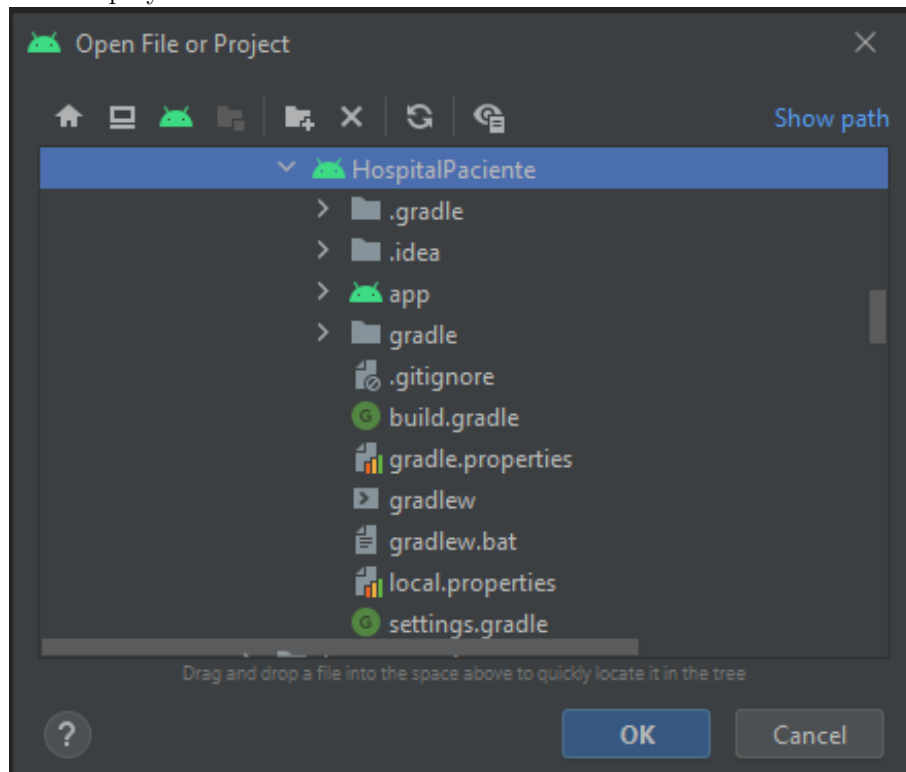 Open File or Project
Show path
HospitalPaciente
.gradle
.idea
app
gradle
.gitignore
build.gradle
gradle.properties
gradlew
gradlew.bat
local.properties
settings.gradle
Drag and drop a file into the space above to quickly locate it in the tree
?
OK
Cancel